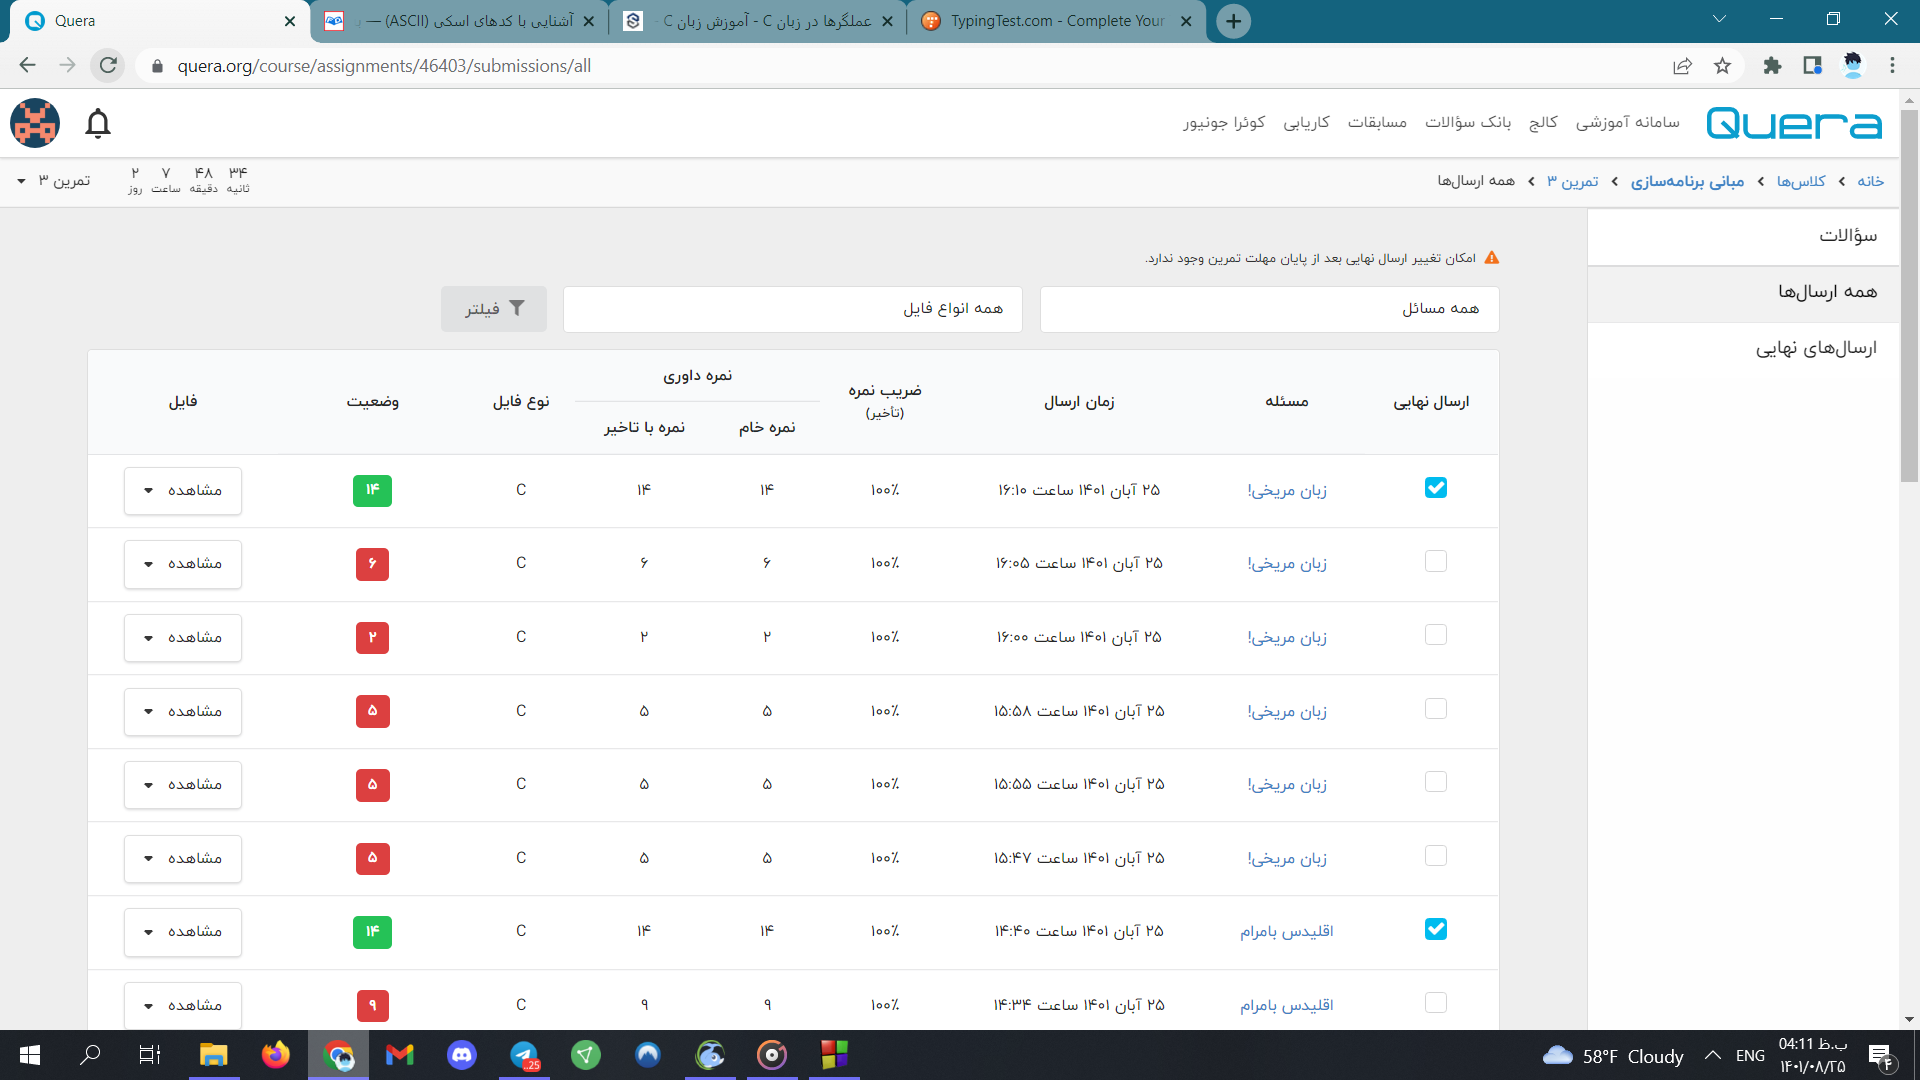 Quera
آشنایی با کدهای اسکی (ASCII) —
عملگرها در زبان C - آموزش زبان C -
TypingTest.com - Complete Your
quera.org/course/assignments/46403/submissions/all
Quera
سامانه آموزشی
کالج
بانک سؤالات
مسابقات
کاریابی
کوئرا جونیور
خانه
کلاس‌ها
مبانی برنامه‌سازی
تمرین ۳
همه ارسال‌ها
۲ ۷ ۴۸ ۳۴
روز ساعت دقیقه ثانیه
تمرین ۳
سؤالات
همه ارسال‌ها
ارسال‌های نهایی
امکان تغییر ارسال نهایی بعد از پایان مهلت تمرین وجود ندارد.
همه مسائل
همه انواع فایل
فیلتر
ارسال نهایی
مسئله
زمان ارسال
ضریب نمره
(تأخیر)
نمره داوری
نمره خام
نمره با تاخیر
نوع فایل
وضعیت
فایل
زبان مریخی! ۲۵ آبان ۱۴۰۱ ساعت ۱۶:۱۰ ۱۰۰٪ ۱۴ ۱۴ C ۱۴ مشاهده
زبان مریخی! ۲۵ آبان ۱۴۰۱ ساعت ۱۶:۰۵ ۱۰۰٪ ۶ ۶ C ۶ مشاهده
زبان مریخی! ۲۵ آبان ۱۴۰۱ ساعت ۱۶:۰۰ ۱۰۰٪ ۲ ۲ C ۲ مشاهده
زبان مریخی! ۲۵ آبان ۱۴۰۱ ساعت ۱۵:۵۸ ۱۰۰٪ ۵ ۵ C ۵ مشاهده
زبان مریخی! ۲۵ آبان ۱۴۰۱ ساعت ۱۵:۵۵ ۱۰۰٪ ۵ ۵ C ۵ مشاهده
زبان مریخی! ۲۵ آبان ۱۴۰۱ ساعت ۱۵:۴۷ ۱۰۰٪ ۵ ۵ C ۵ مشاهده
اقلیدس بامرام ۲۵ آبان ۱۴۰۱ ساعت ۱۴:۴۰ ۱۰۰٪ ۱۴ ۱۴ C ۱۴ مشاهده
اقلیدس بامرام ۲۵ آبان ۱۴۰۱ ساعت ۱۴:۳۴ ۱۰۰٪ ۹ ۹ C ۹ مشاهده
..25
58°F Cloudy
ENG
04:11 ب.ظ
۱۴۰۱/۰۸/۲۵
۴